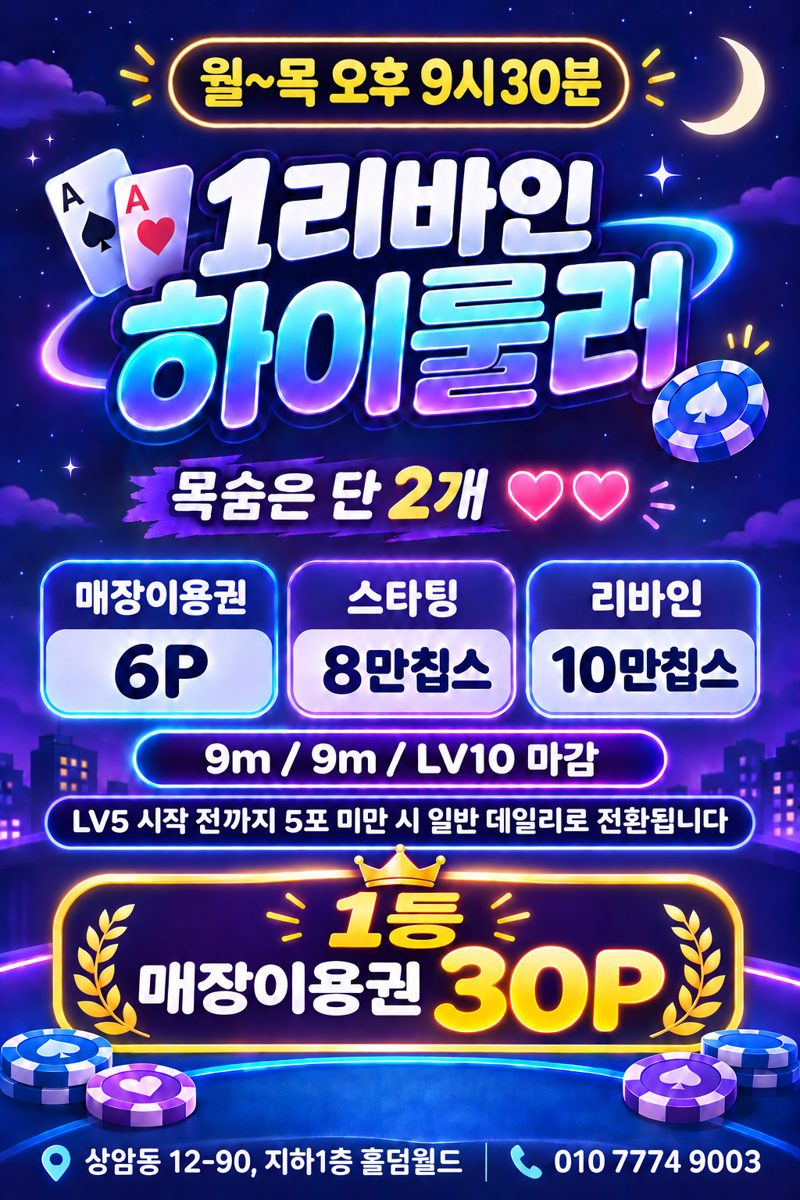 월~목 오후 9시30분
A A
1리바인
하이룰러
목숨은 단 2개
매장이용권 스타팅 리바인
6P 8만칩스 10만칩스
9m / 9m / LV10 마감
LV5 시작 전까지 5포 미만 시 일반 데일리로 전환됩니다
1등
매장이용권 30P
상암동 12-90, 지하1층 홀덤월드 010 7774 9003